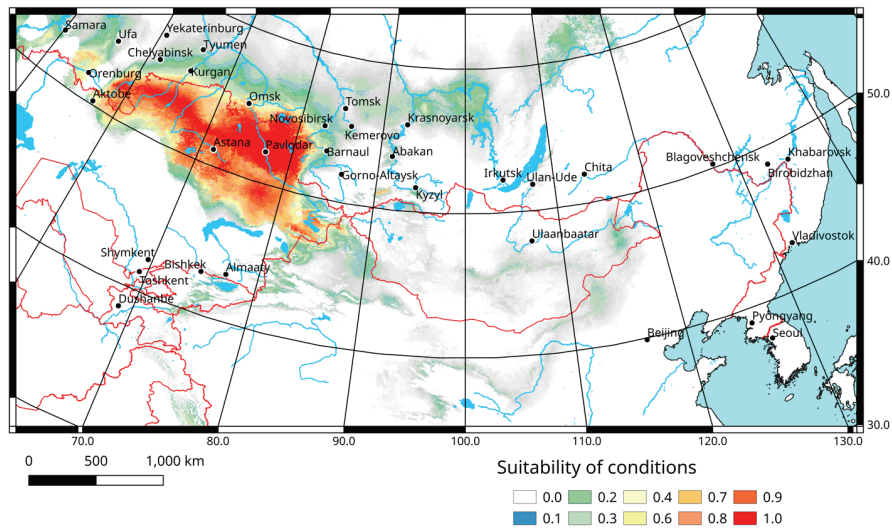 Samara
Yekaterinburg
Ufa
Tyumen
Chelyabinsk
Orenburg
Kurgan
Aktobe
Omsk
Tomsk
50.0
Novosibirsk
Krasnoyarsk
Kemerovo
Astana
Pavlodar
Barnaul
Abakan
Blagoveshchensk
Khabarovsk
Gorno-Altaysk
Irkutsk
Ulan-Ude
Chita
Birobidzhan
Kyzyl
Ulaanbaatar
Vladivostok
Shymkent
Bishkek
Almaaty
40.0
Toshkent
Dushanbe
Pyongyang
Beijing
Seoul
30.0
70.0 80.0 90.0 100.0 110.0 120.0 130.0
0 500 1,000 km
Suitability of conditions
0.0 0.2 0.4 0.7 0.9
0.1 0.3 0.6 0.8 1.0